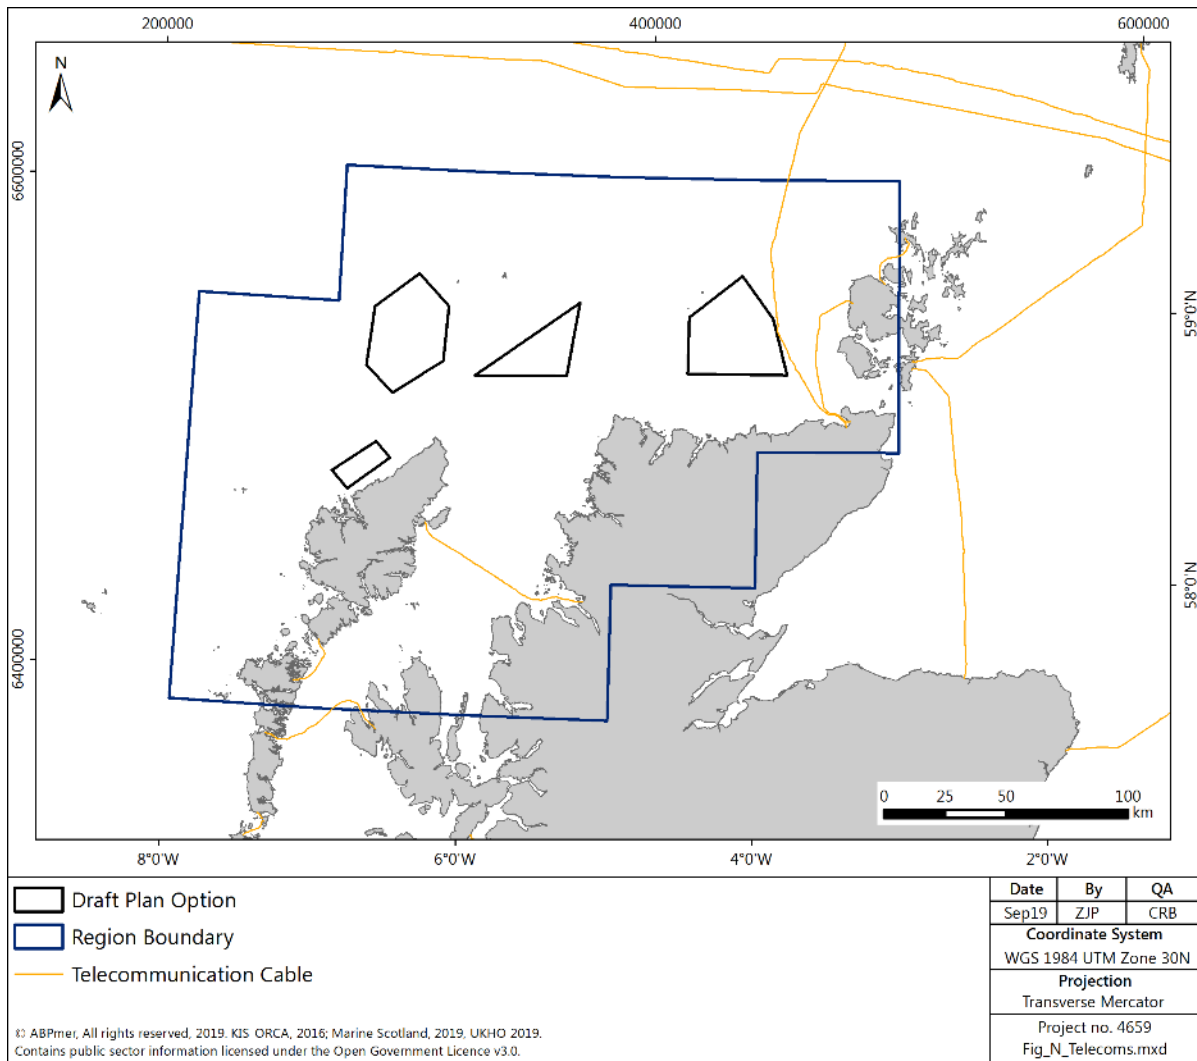 200000
400000
600000
N
6600000
59°0'N
58°0'N
6400000
0
25
50
100
km
8°0'W
6°0'W
4°0'W
2°0'W
Draft Plan Option
Region Boundary
Telecommunication Cable
Date By QA
Sep19 ZJP CRB
Coordinate System
WGS 1984 UTM Zone 30N
Projection
Transverse Mercator
Project no. 4659
Fig_N_Telecoms.mxd
© ABPmer, All rights reserved, 2019. KIS ORCA, 2016; Marine Scotland, 2019, UKHO 2019.
Contains public sector information licensed under the Open Government Licence v3.0.